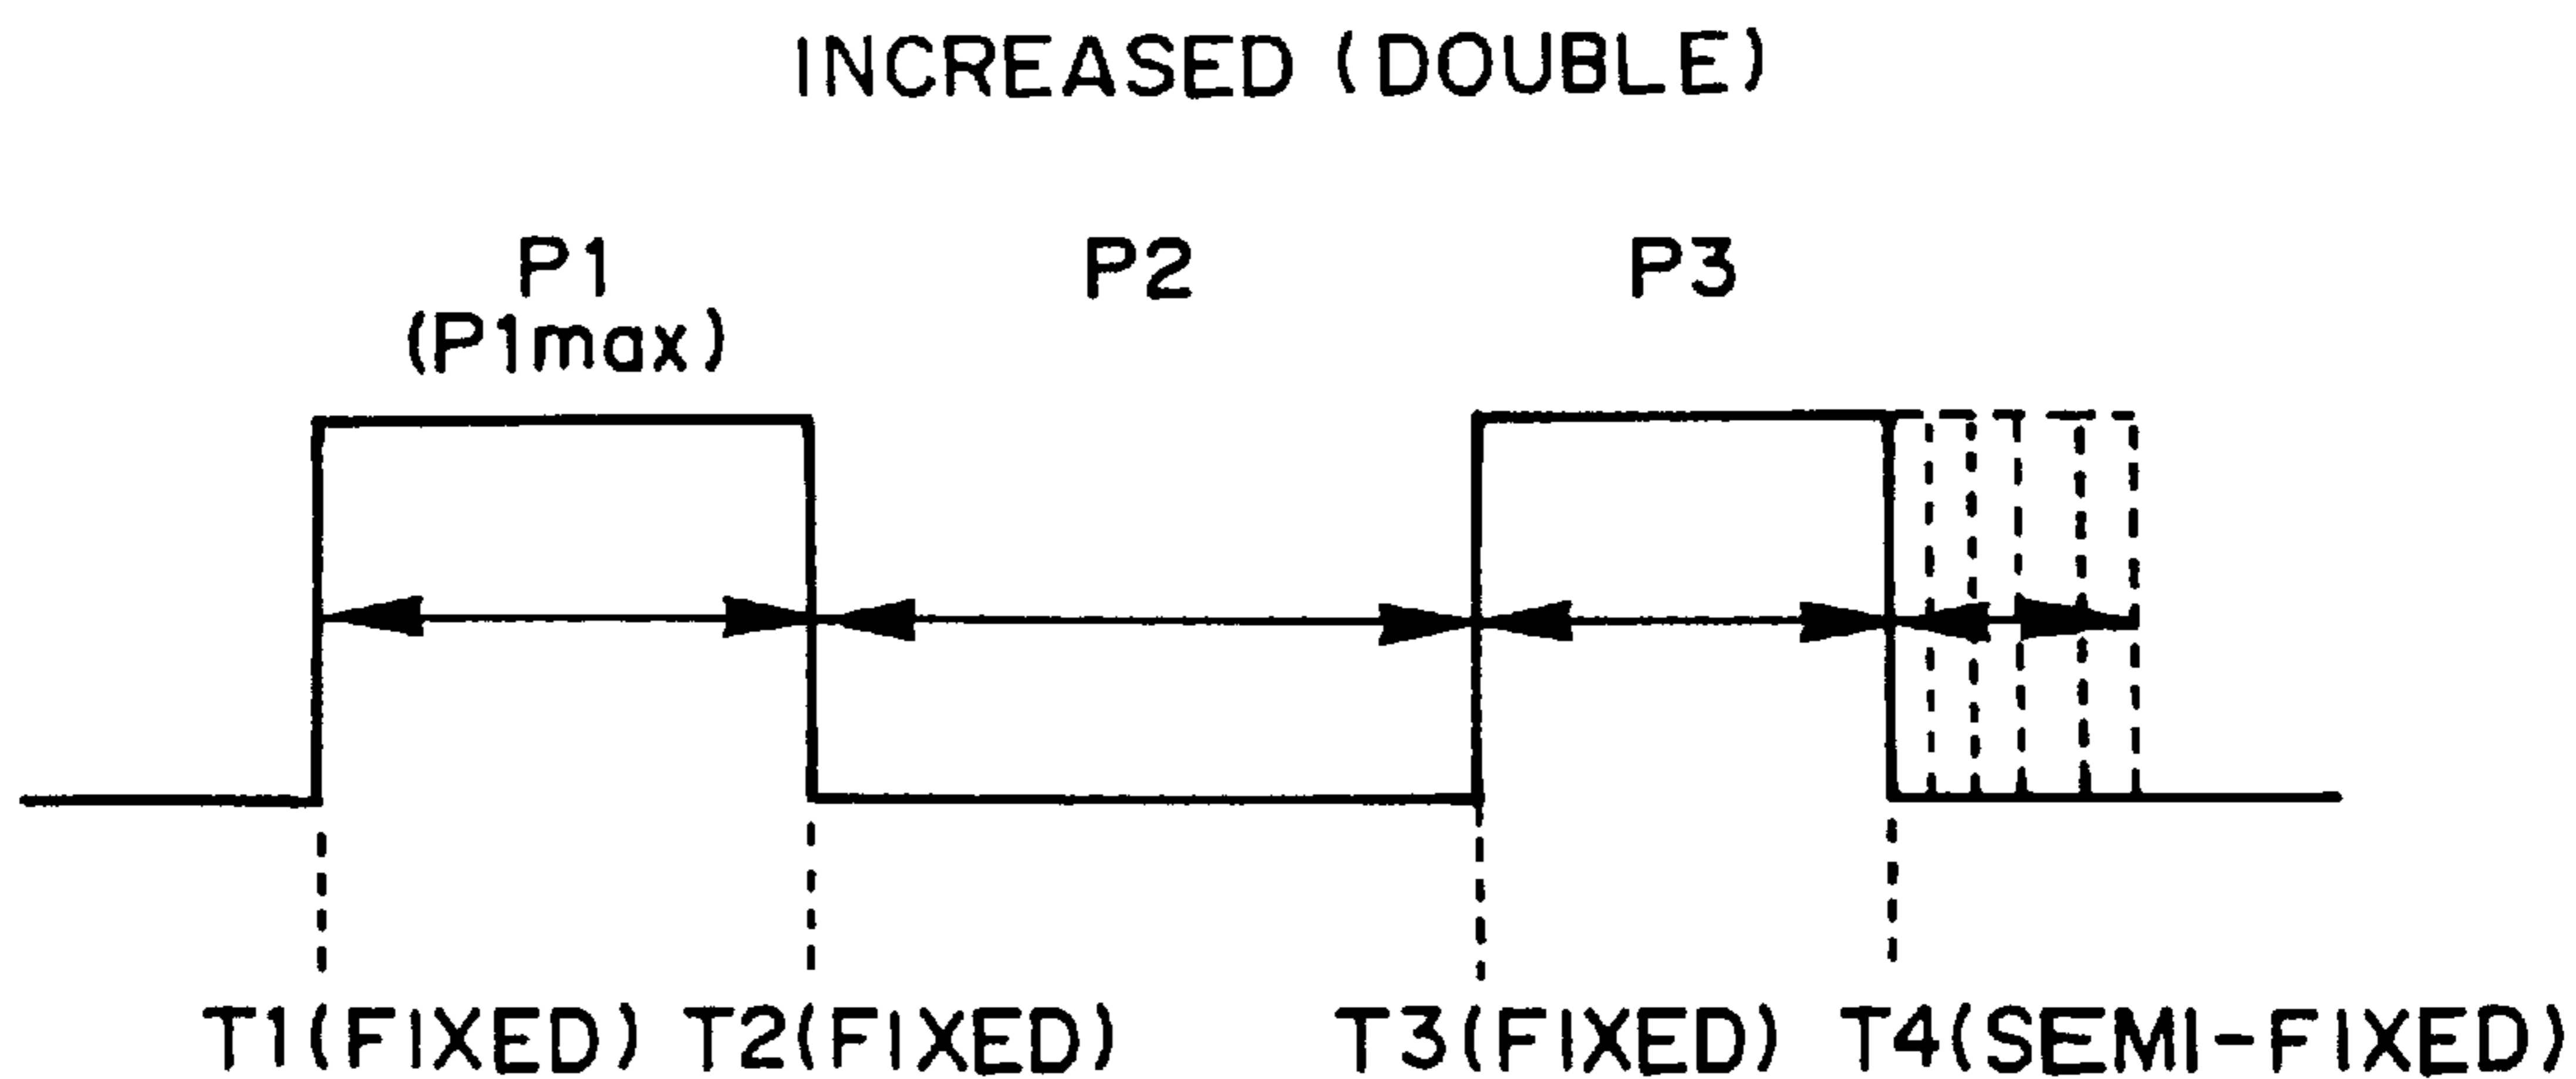 INCREASED (DOUBLE)
P1 P2 P3
(P1max)
T1(FIXED) T2(FIXED) T3(FIXED) T4(SEMI-FIXED)